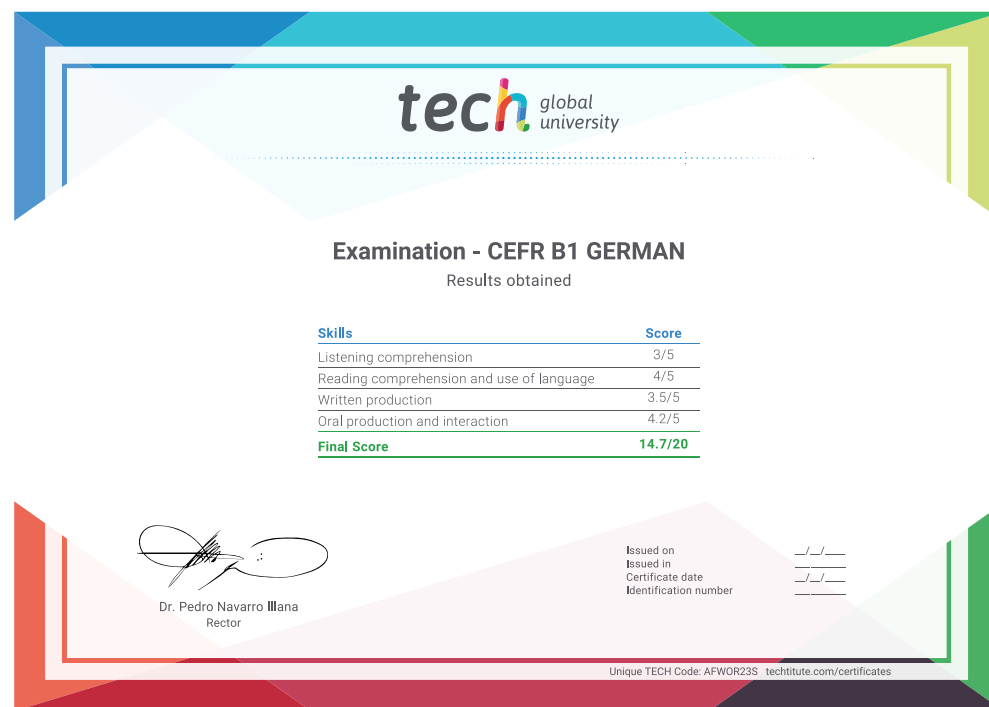 tech global university
Examination - CEFR B1 GERMAN
Results obtained
Skills Score
Listening comprehension 3/5
Reading comprehension and use of language 4/5
Written production 3.5/5
Oral production and interaction 4.2/5
Final Score 14.7/20
Dr. Pedro Navarro Illana
Rector
Issued on __/__/____
Issued in ________
Certificate date __/__/____
Identification number ________
Unique TECH Code: AFWOR23S techtitute.com/certificates